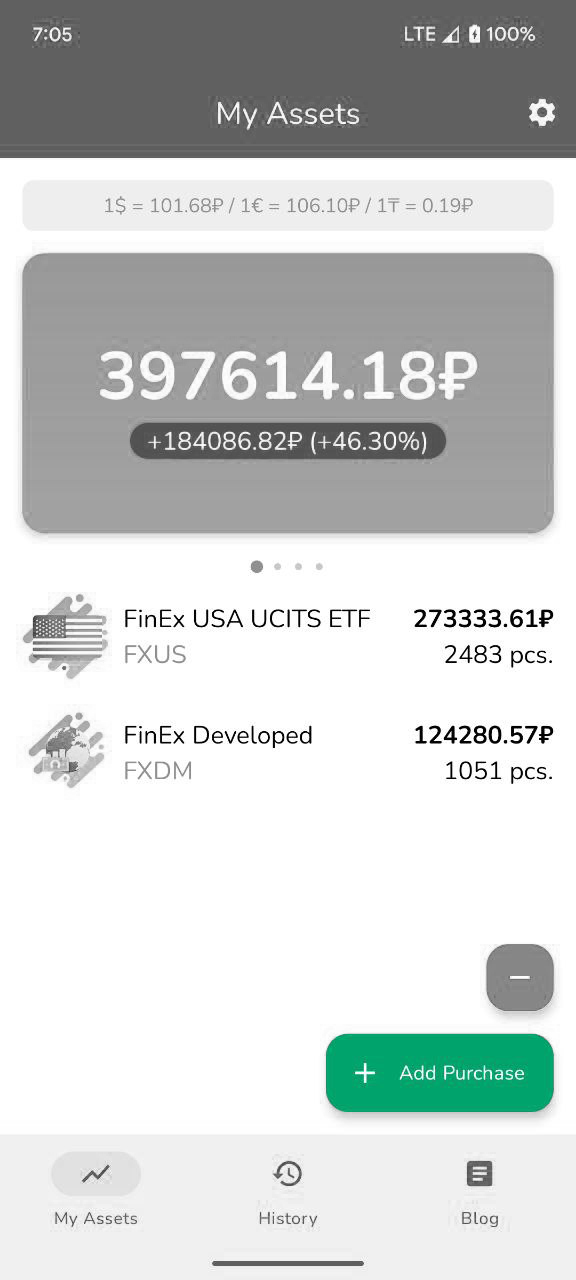 7:05
LTE 100%
My Assets
1$ = 101.68₽ / 1€ = 106.10₽ / 1₸ = 0.19₽
397614.18₽
+184086.82₽ (+46.30%)
FinEx USA UCITS ETF 273333.61₽
FXUS 2483 pcs.
FinEx Developed 124280.57₽
FXDM 1051 pcs.
Add Purchase
My Assets History Blog